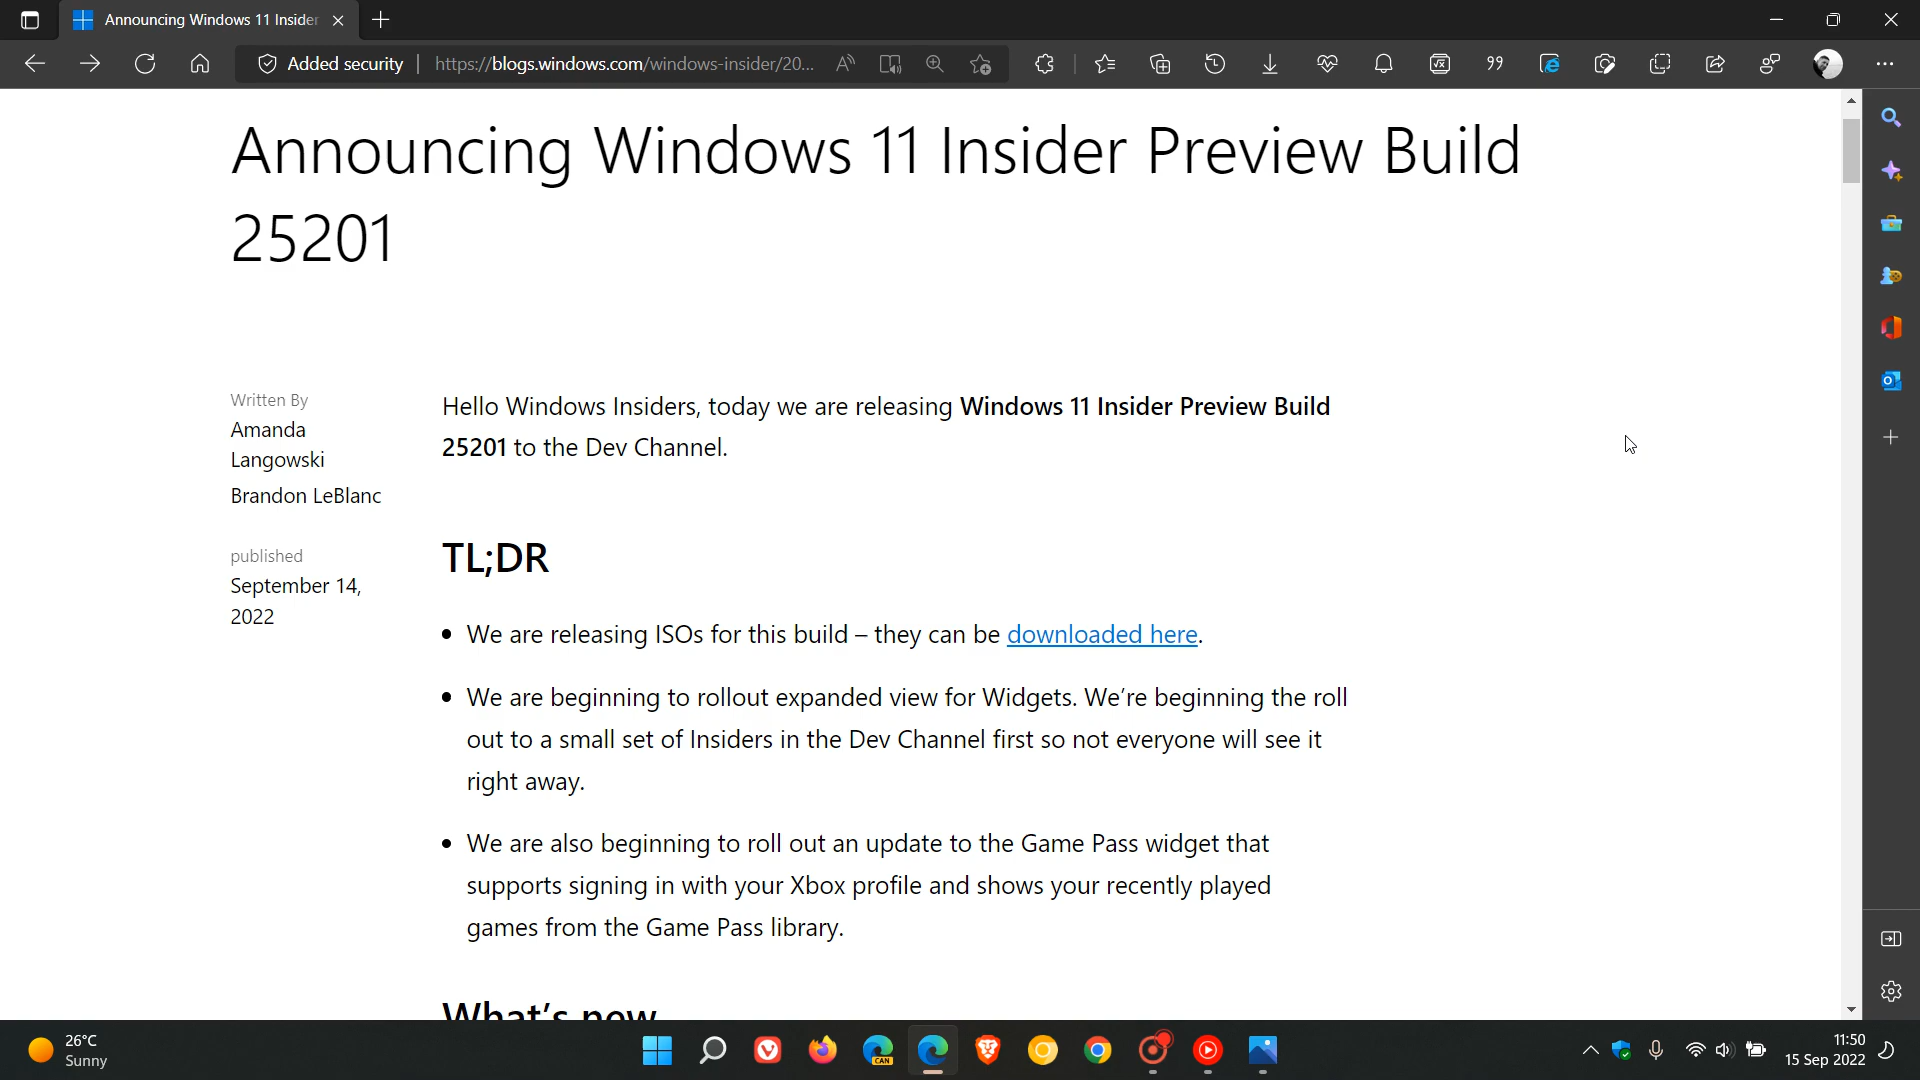 Announcing Windows 11 Insider
Added security
https://blogs.windows.com/windows-insider/20...
Announcing Windows 11 Insider Preview Build
25201
Written By
Amanda
Langowski
Brandon LeBlanc
published
September 14,
2022
Hello Windows Insiders, today we are releasing Windows 11 Insider Preview Build
25201 to the Dev Channel.
TL;DR
• We are releasing ISOs for this build – they can be downloaded here.
• We are beginning to rollout expanded view for Widgets. We’re beginning the roll
out to a small set of Insiders in the Dev Channel first so not everyone will see it
right away.
• We are also beginning to roll out an update to the Game Pass widget that
supports signing in with your Xbox profile and shows your recently played
games from the Game Pass library.
What’s new
26°C
Sunny
CAN
11:50
15 Sep 2022